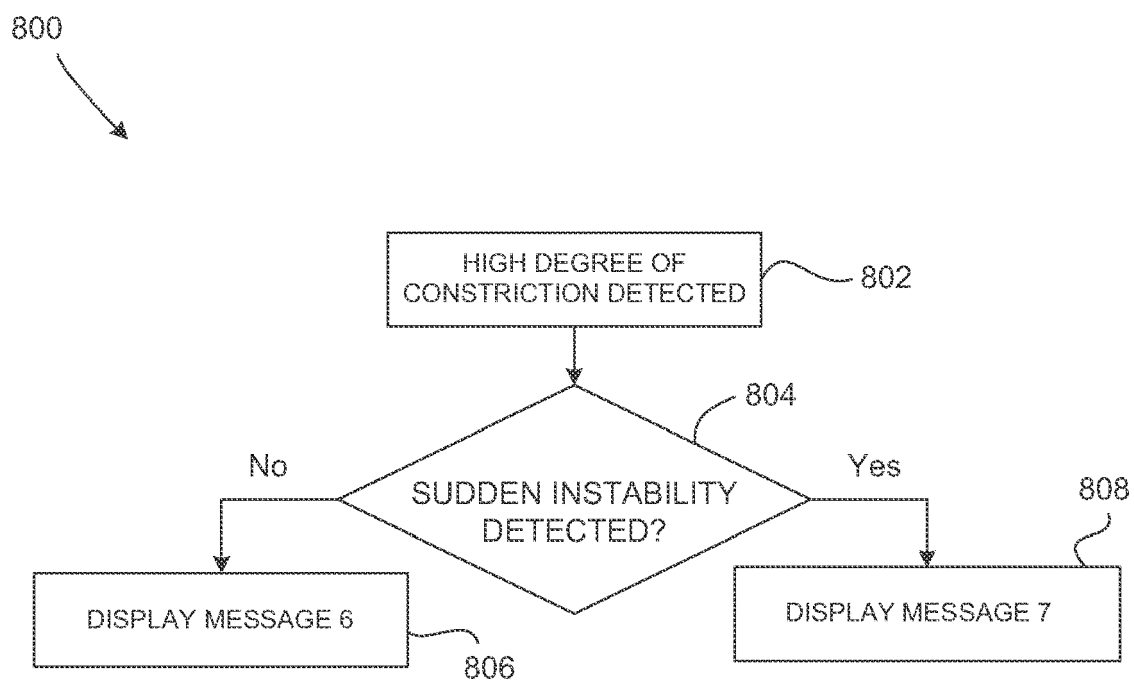 800
HIGH DEGREE OF
CONSTRICTION DETECTED
802
804
No
Yes
SUDDEN INSTABILITY
DETECTED?
808
DISPLAY MESSAGE 6
DISPLAY MESSAGE 7
806